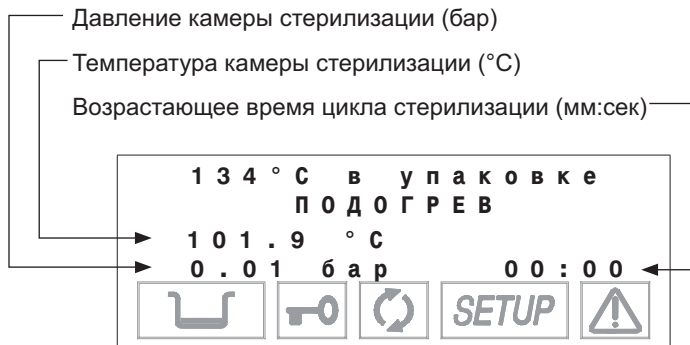 Давление камеры стерилизации (бар)
Температура камеры стерилизации (°C)
Возрастающее время цикла стерилизации (мм:сек)
134°C в упаковке
ПОДОГРЕВ
101.9 °C
0.01 бар 00:00
SETUP